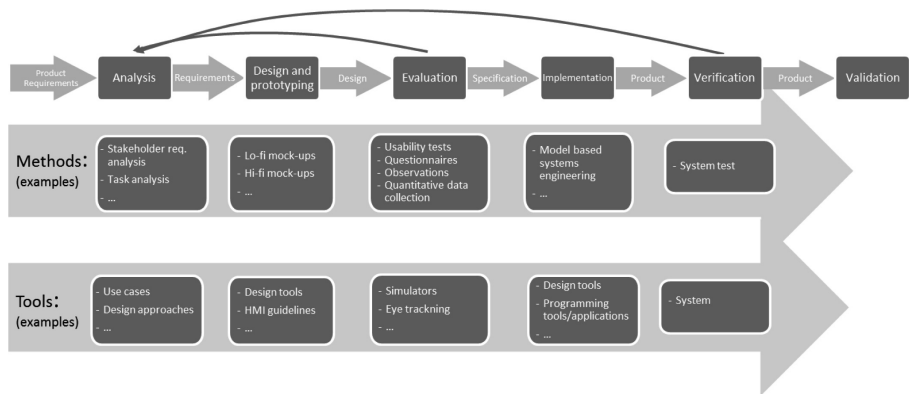 Product
Requirements
Analysis
Requirements
Design and
prototyping
Design
Evaluation
Specification
Implementation
Product
Verification
Product
Validation
Methods:
(examples)
- Stakeholder req.
analysis
- Task analysis
- ...
- Lo-fi mock-ups
- Hi-fi mock-ups
- ...
- Usability tests
- Questionnaires
- Observations
- Quantitative data
collection
- Model based
systems
engineering
- ...
- System test
Tools:
(examples)
- Use cases
- Design approaches
- ...
- Design tools
- HMI guidelines
- ...
- Simulators
- Eye trackning
- ...
- Design tools
- Programming
tools/applications
- ...
- System